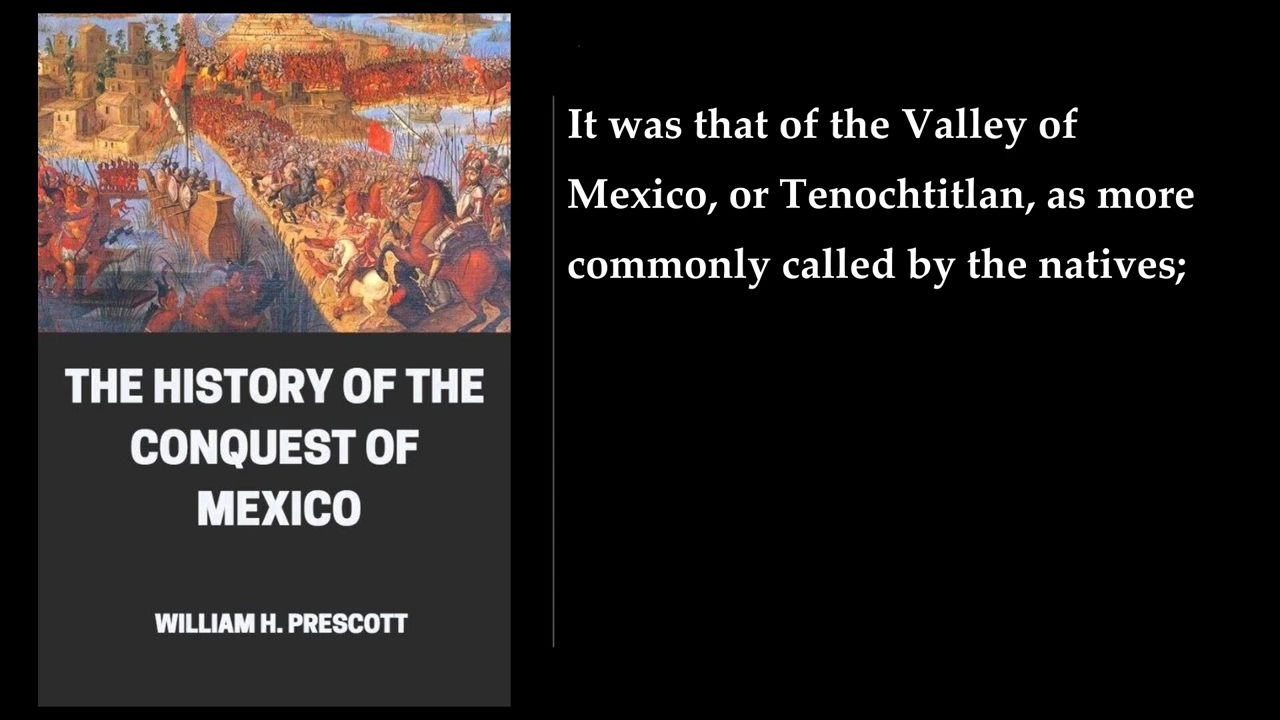 THE HISTORY OF THE
CONQUEST OF
MEXICO
WILLIAM H. PRESCOTT
It was that of the Valley of
Mexico, or Tenochtitlan, as more
commonly called by the natives;